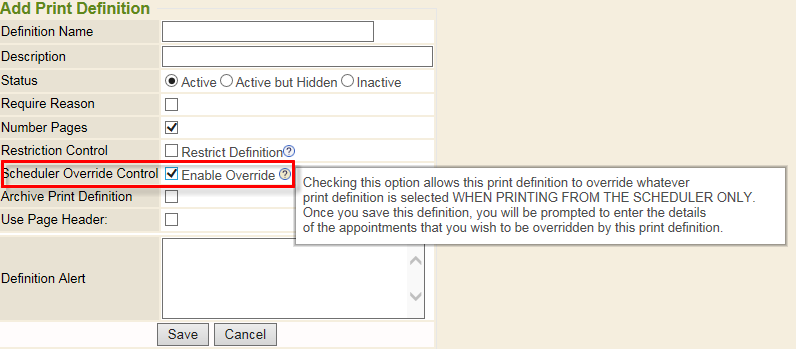 Add Print Definition
Definition Name
Description
Status Active Active but Hidden Inactive
Require Reason
Number Pages
Restriction Control Restrict Definition ?
Scheduler Override Control Enable Override ?
Checking this option allows this print definition to override whatever
print definition is selected WHEN PRINTING FROM THE SCHEDULER ONLY.
Once you save this definition, you will be prompted to enter the details
of the appointments that you wish to be overridden by this print definition.
Archive Print Definition
Use Page Header:
Definition Alert
Save Cancel